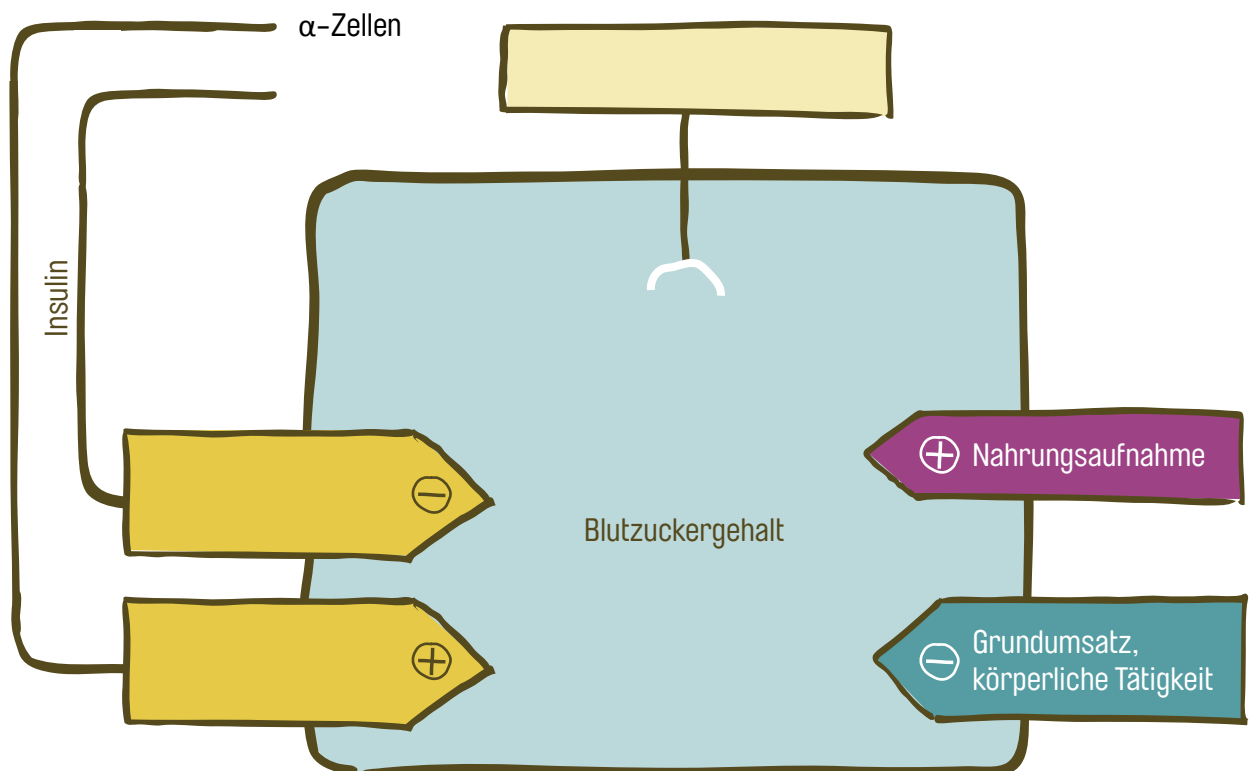 α-Zellen
Insulin
⊖
⊕ Nahrungsaufnahme
Blutzuckergehalt
⊕
⊖ Grundumsatz,
körperliche Tätigkeit